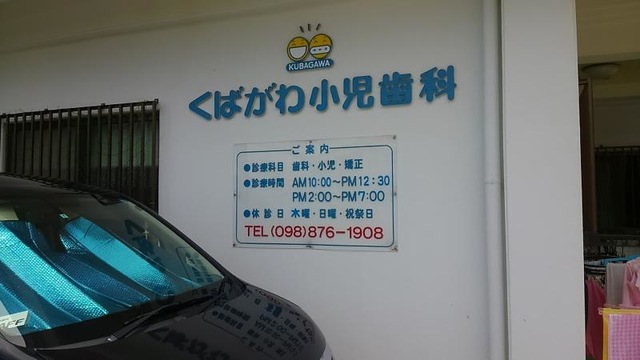 KUBAGAWA
くばがわ小児歯科
ご案内
●診療科目 歯科・小児・矯正
●診療時間 AM10:00～PM12:30
PM2:00～PM7:00
●休診日 木曜・日曜・祝祭日
TEL(098)876-1908